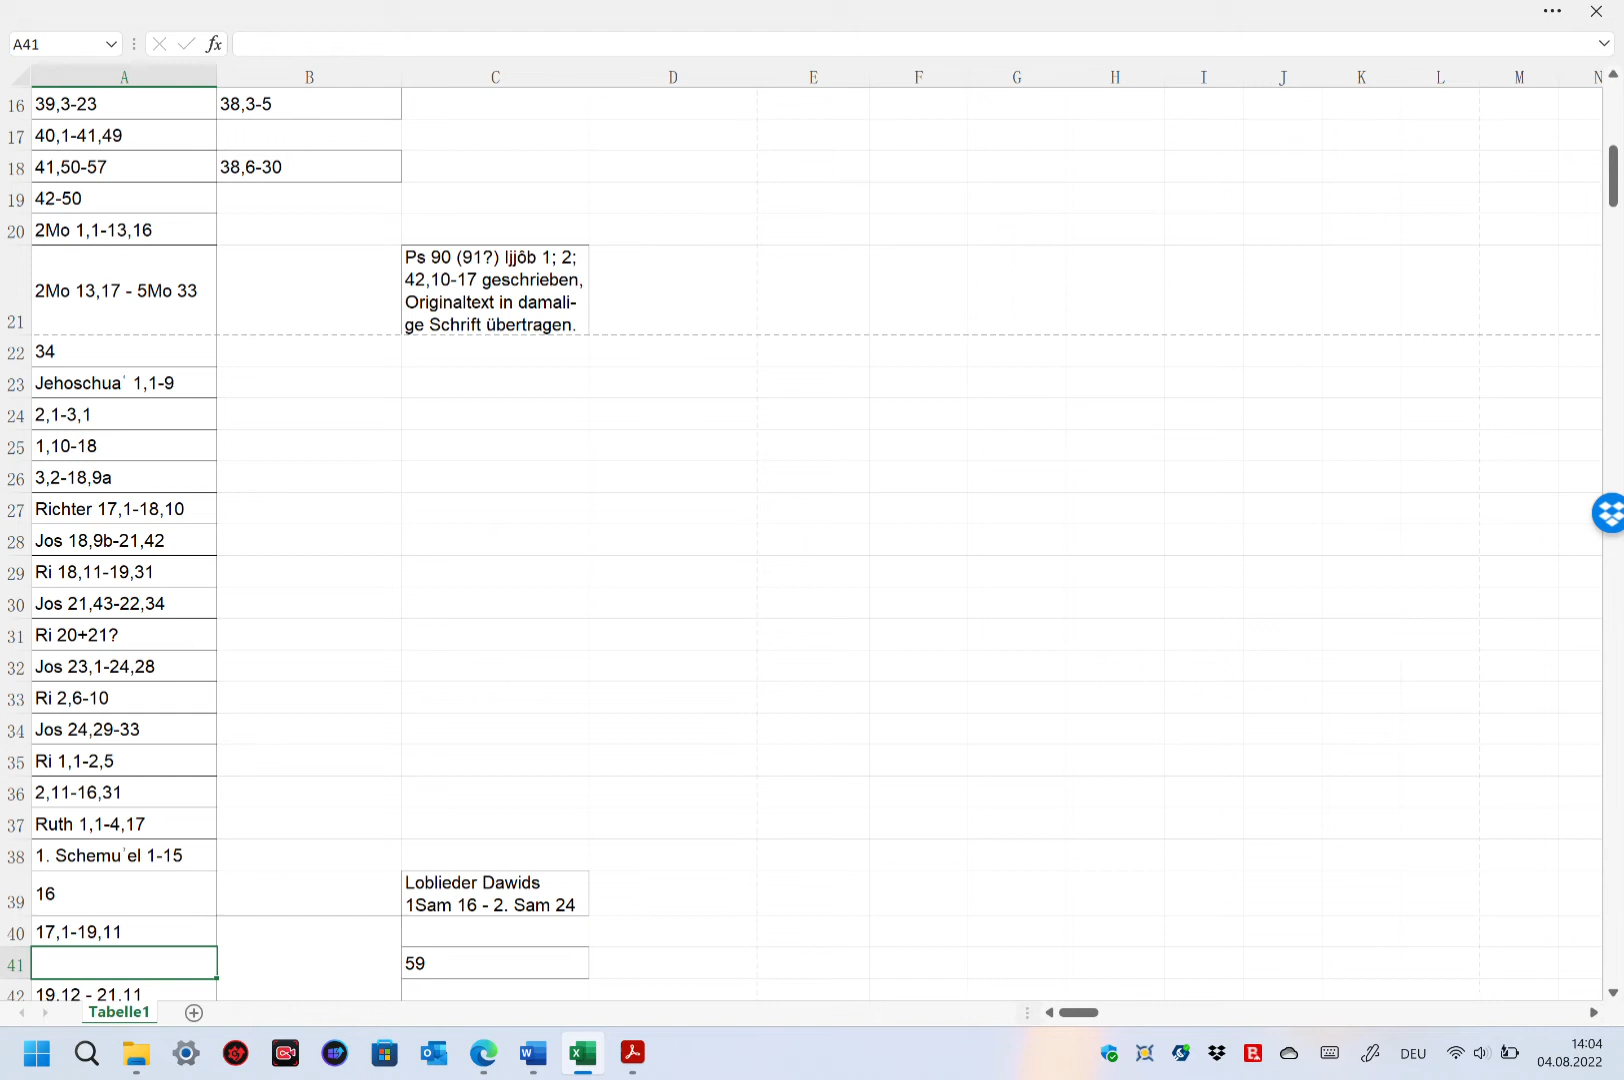 A41
fx
A B C D E F G H I J K L M N
16 39,3-23 38,3-5
17 40,1-41,49
18 41,50-57 38,6-30
19 42-50
20 2Mo 1,1-13,16
Ps 90 (91?) Ijjôb 1; 2;
42,10-17 geschrieben,
21 2Mo 13,17 - 5Mo 33
Originaltext in damali-
ge Schrift übertragen.
22 34
23 Jehoschuaʿ 1,1-9
24 2,1-3,1
25 1,10-18
26 3,2-18,9a
27 Richter 17,1-18,10
28 Jos 18,9b-21,42
29 Ri 18,11-19,31
30 Jos 21,43-22,34
31 Ri 20+21?
32 Jos 23,1-24,28
33 Ri 2,6-10
34 Jos 24,29-33
35 Ri 1,1-2,5
36 2,11-16,31
37 Ruth 1,1-4,17
38 1. Schemuʾel 1-15
39 16 Loblieder Dawids
1Sam 16 - 2. Sam 24
40 17,1-19,11
41 59
42 19,12 - 21,11
Tabelle1
DEU
14:04
04.08.2022